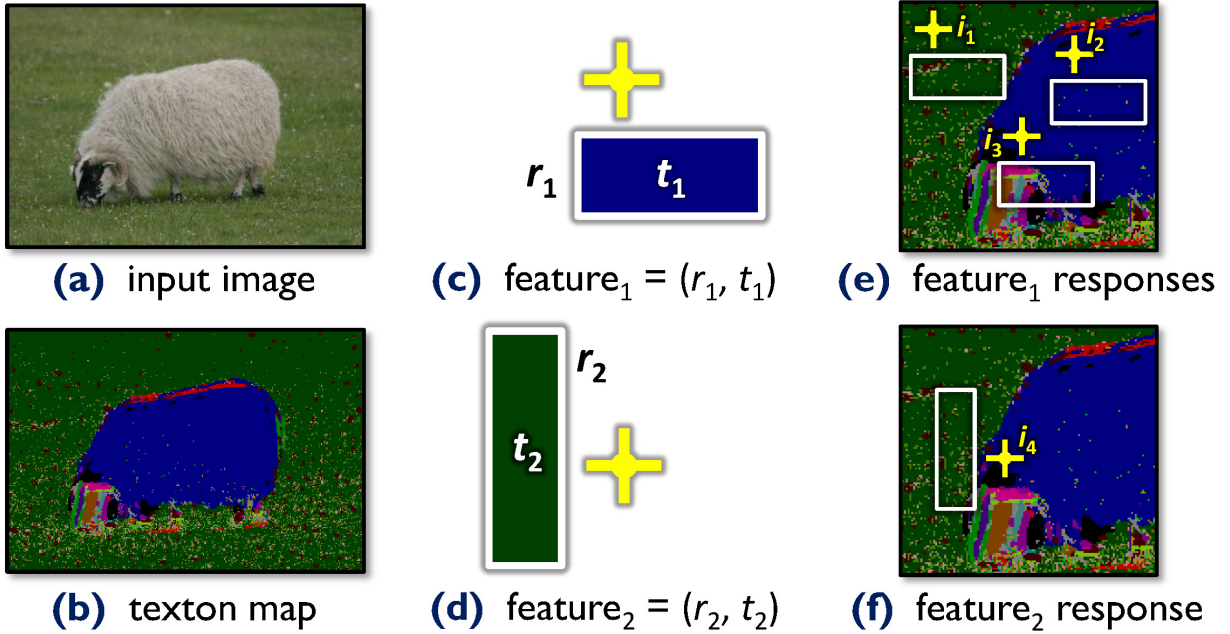 i₁
i₂
i₃
r₁
t₁
(a) input image
(c) feature₁ = (r₁, t₁)
(e) feature₁ responses
r₂
t₂
i₄
(b) texton map
(d) feature₂ = (r₂, t₂)
(f) feature₂ response